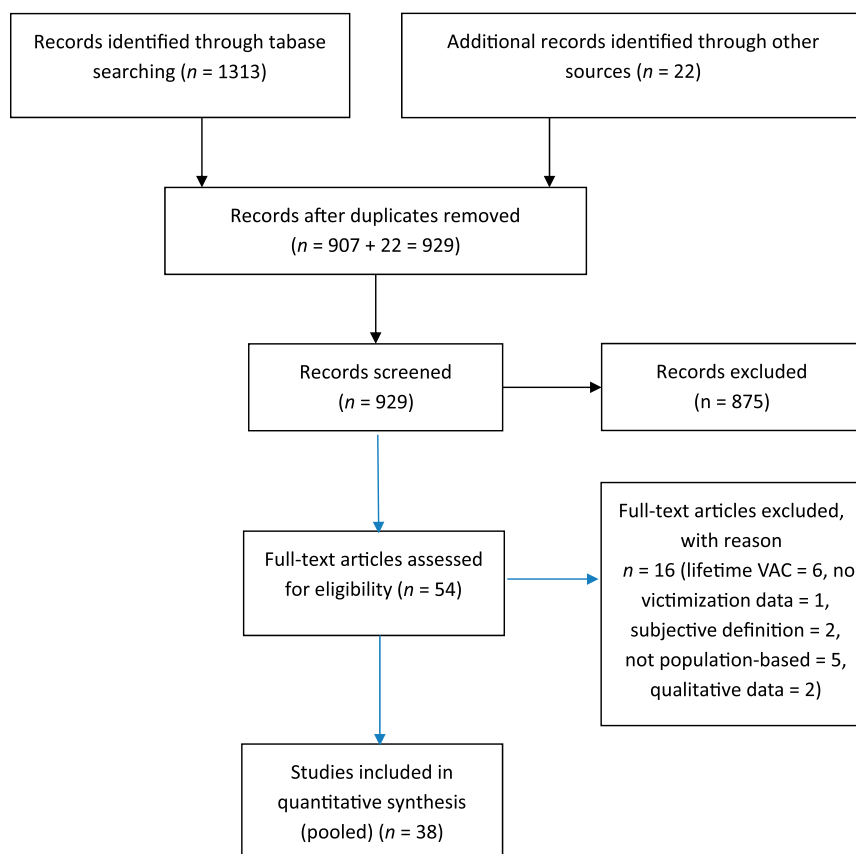 Records identified through tabase
searching (n = 1313)
Additional records identified through other
sources (n = 22)
Records after duplicates removed
(n = 907 + 22 = 929)
Records screened
(n = 929)
Records excluded
(n = 875)
Full-text articles assessed
for eligibility (n = 54)
Full-text articles excluded,
with reason
n = 16 (lifetime VAC = 6, no
victimization data = 1,
subjective definition = 2,
not population-based = 5,
qualitative data = 2)
Studies included in
quantitative synthesis
(pooled) (n = 38)